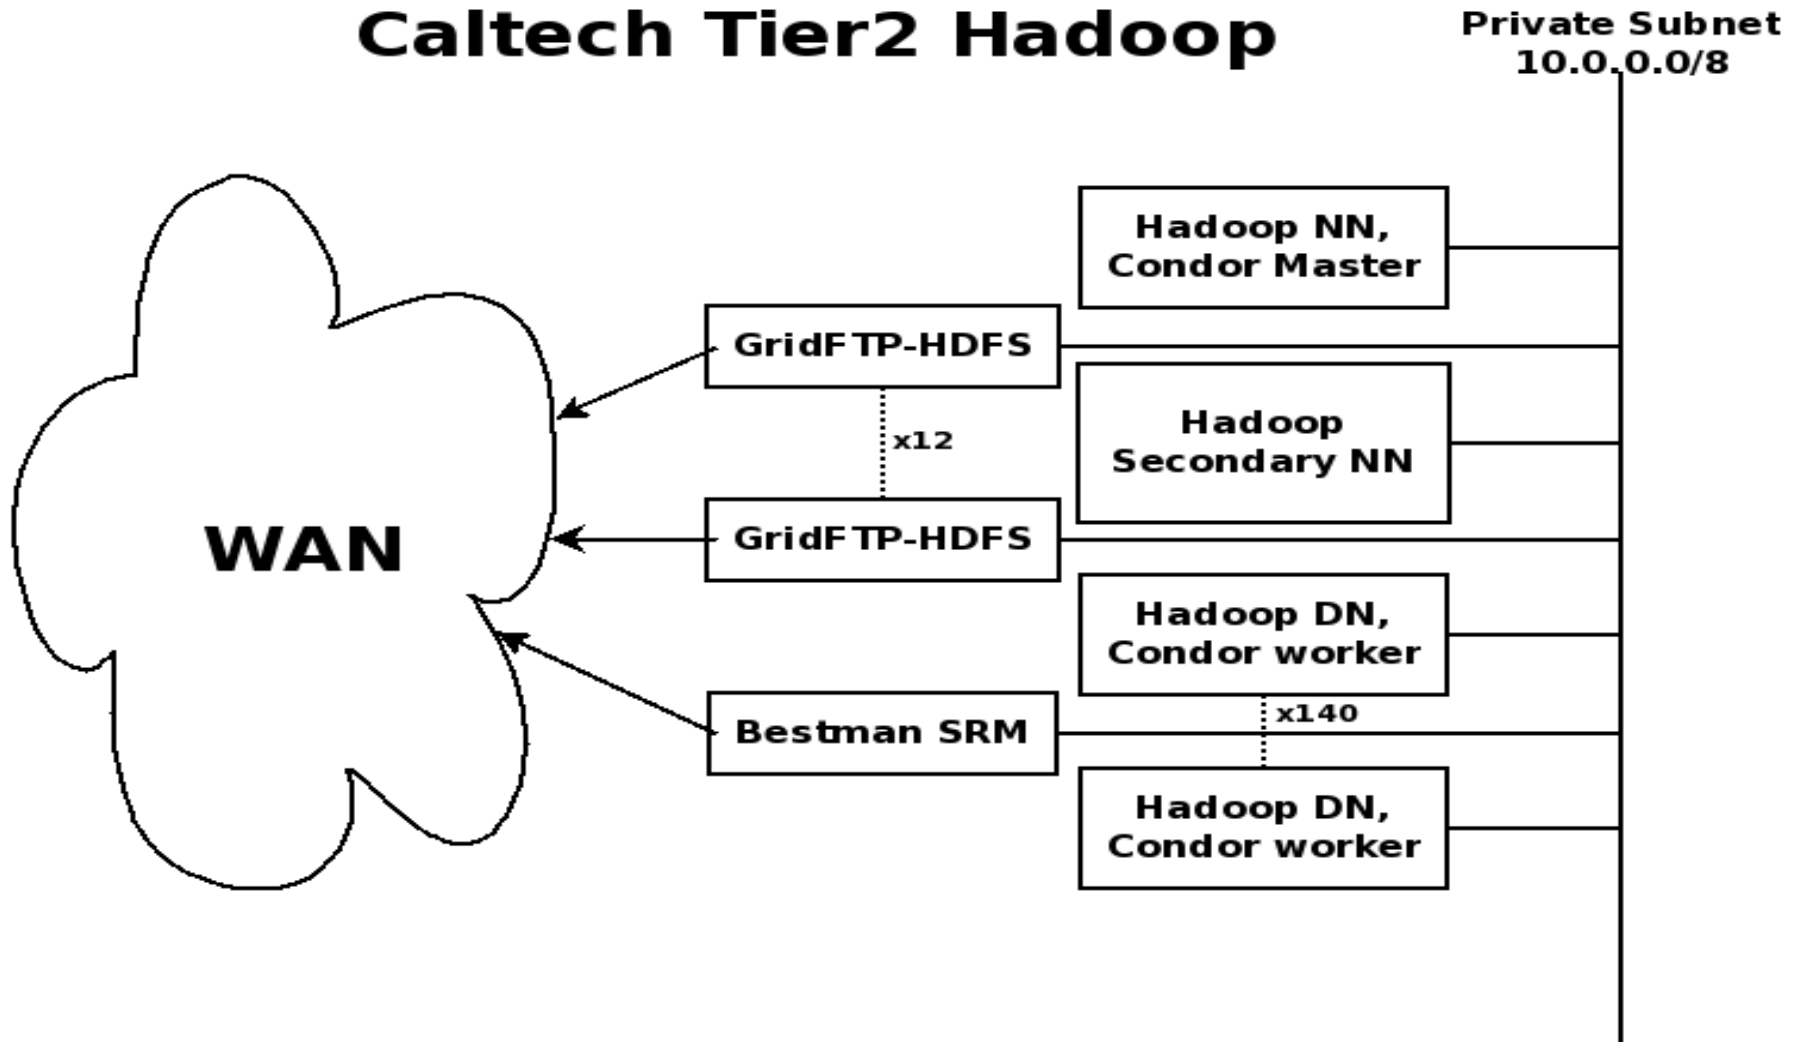 Caltech Tier2 Hadoop
Private Subnet
10.0.0.0/8
Hadoop NN,
Condor Master
GridFTP-HDFS
x12
Hadoop
Secondary NN
GridFTP-HDFS
WAN
Hadoop DN,
Condor worker
x140
Bestman SRM
Hadoop DN,
Condor worker